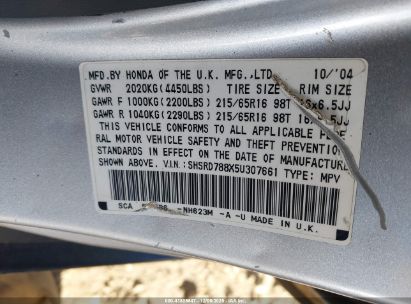 MFD.BY HONDA OF THE U.K. MFG.,LTD 10/'04
GVWR 2020KG(4450LBS) TIRE SIZE RIM SIZE
GAWR F 1000KG(2200LBS) 215/65R16 98T 16x6.5JJ
GAWR R 1040KG(2290LBS) 215/65R16 98T
THIS VEHICLE CONFORMS TO ALL APPLICABLE
RAL MOTOR VEHICLE SAFETY AND THEFT PREVENTION
STANDARDS IN EFFECT ON THE DATE OF MANUFACTURE
SHOWN ABOVE. V.I.N: SHSRD788X5U307661 TYPE: MPV
SCA NH623M -A -U MADE IN U.K.